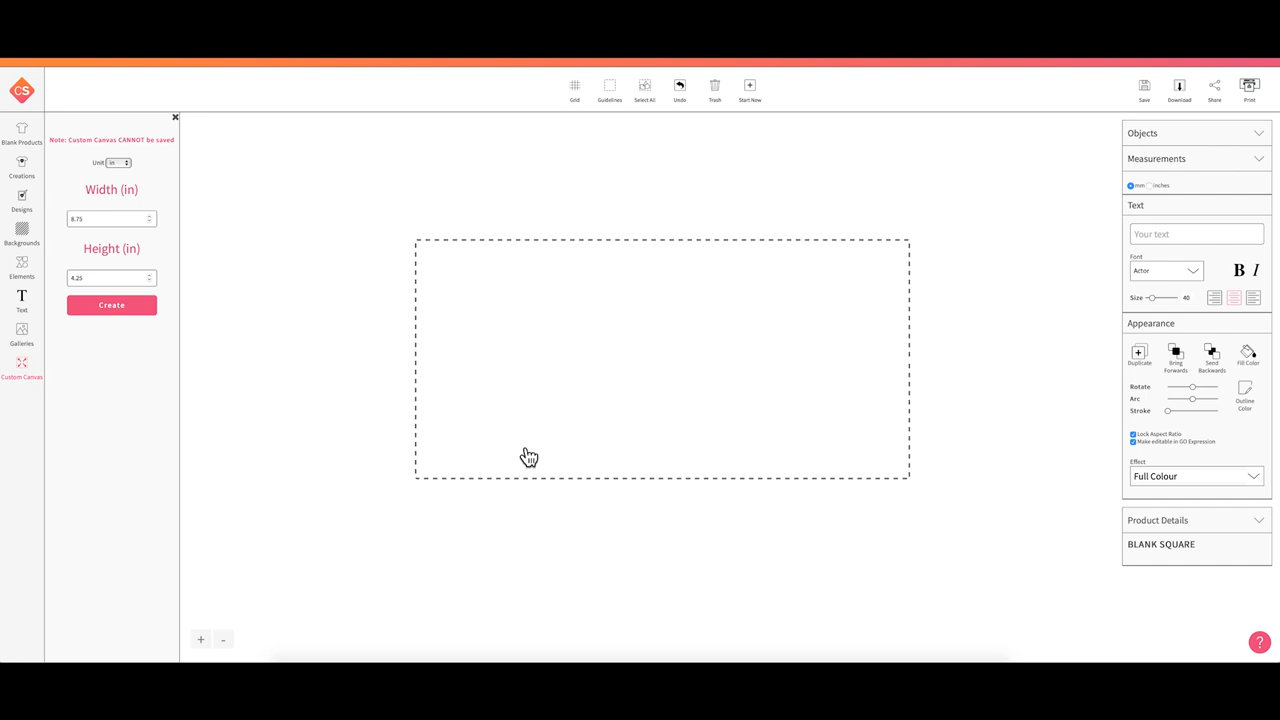 CS
Grid
Guidelines
Select All
Undo
Trash
Start Now
Save
Download
Share
Print
Blank Products
Creations
Designs
Backgrounds
Elements
T
Text
Galleries
Custom Canvas
Note: Custom Canvas CANNOT be saved
Unit in
Width (in)
8.75
Height (in)
4.25
Create
+ -
Objects
Measurements
mm inches
Text
Your text
Font
Actor
B I
Size 40
Appearance
Duplicate
Bring Forwards
Send Backwards
Fill Color
Rotate
Arc
Stroke
Outline Color
Lock Aspect Ratio
Make editable in GO Expression
Effect
Full Colour
Product Details
BLANK SQUARE
?